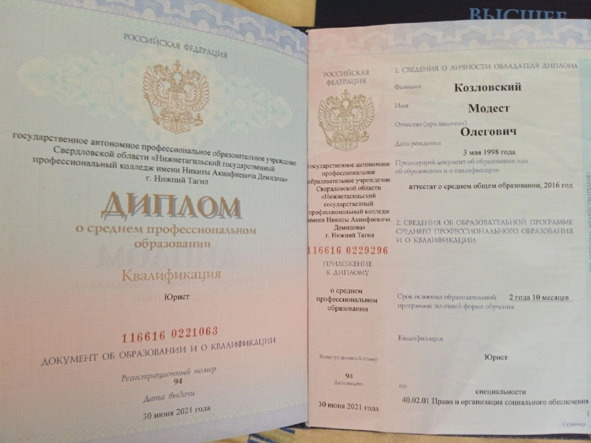 ВЫСШЕЕ
РОССИЙСКАЯ ФЕДЕРАЦИЯ
государственное автономное профессиональное образовательное учреждение
Свердловской области «Нижнетагильский государственный
профессиональный колледж имени Никиты Акинфиевича Демидова»
г. Нижний Тагил
ДИПЛОМ
о среднем профессиональном
образовании
Квалификация
Юрист
116616 0221063
ДОКУМЕНТ ОБ ОБРАЗОВАНИИ И О КВАЛИФИКАЦИИ
Регистрационный номер
94
Дата выдачи
30 июня 2021 года
РОССИЙСКАЯ
ФЕДЕРАЦИЯ
государственное автономное
профессиональное
образовательное учреждение
Свердловской области
«Нижнетагильский
государственный
профессиональный колледж
имени Никиты Акинфиевича
Демидова»
г. Нижний Тагил
116616 0229296
ПРИЛОЖЕНИЕ
К ДИПЛОМУ
о среднем
профессиональном
образовании
Регистрационный номер
94
Дата выдачи
30 июня 2021 года
1. СВЕДЕНИЯ О ЛИЧНОСТИ ОБЛАДАТЕЛЯ ДИПЛОМА
Фамилия
Козловский
Имя
Модест
Отчество (при наличии)
Олегович
Дата рождения
3 мая 1998 года
Предыдущий документ об образовании или
об образовании и о квалификации
аттестат о среднем общем образовании, 2016 год
2. СВЕДЕНИЯ ОБ ОБРАЗОВАТЕЛЬНОЙ ПРОГРАММЕ
СРЕДНЕГО ПРОФЕССИОНАЛЬНОГО ОБРАЗОВАНИЯ
И О КВАЛИФИКАЦИИ
Срок освоения образовательной 2 года 10 месяцев
программы по очной форме обучения
Квалификация
Юрист
по специальности
40.02.01 Право и организация социального обеспечения
Страница 1